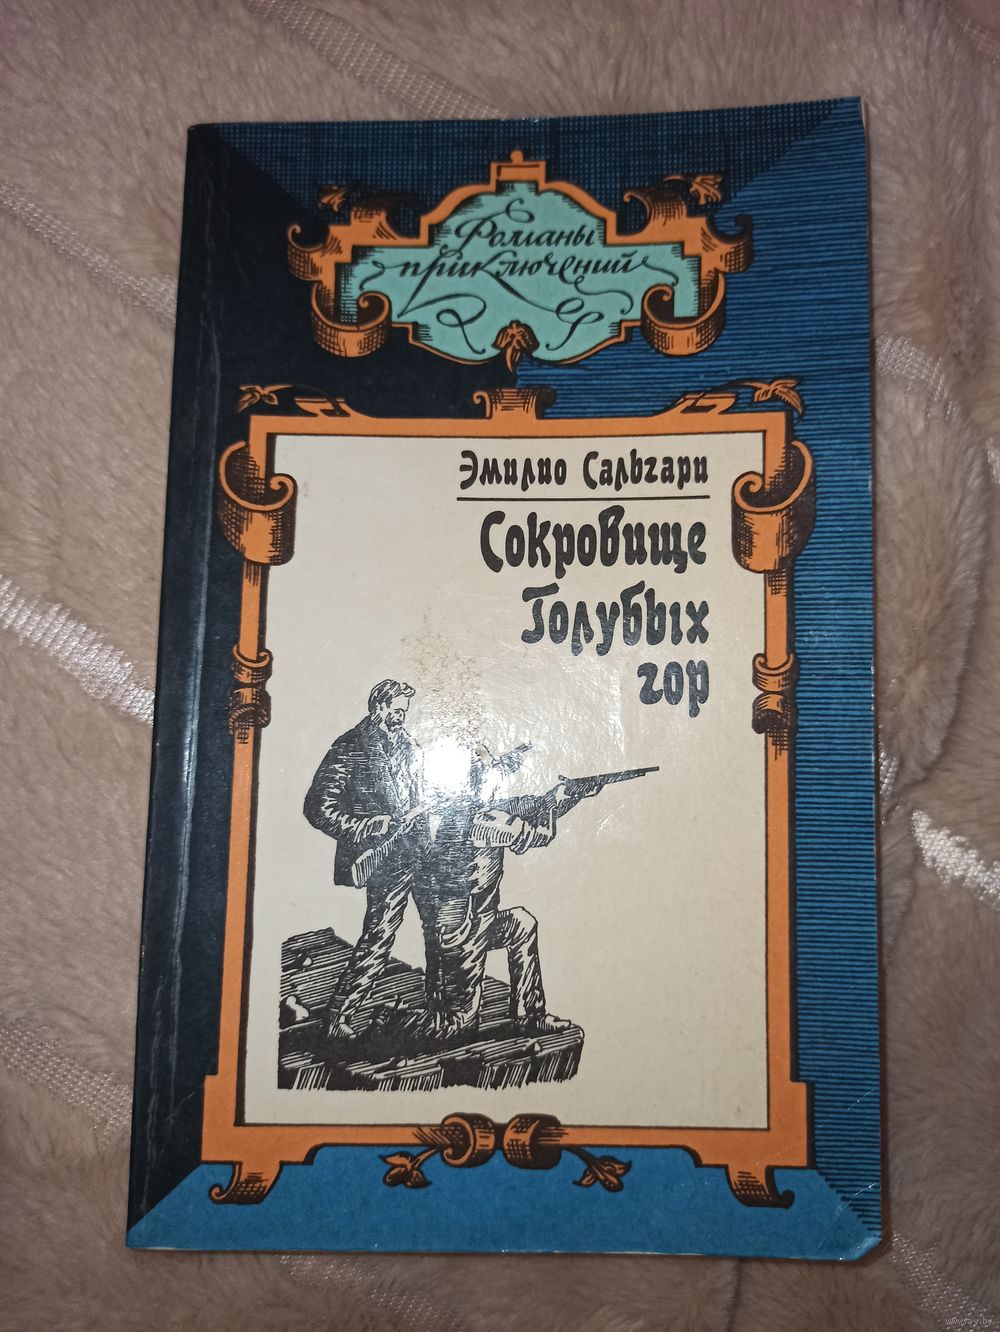 Романы
приключений
Эмилио Сальгари
Сокровище
Голубых
гор